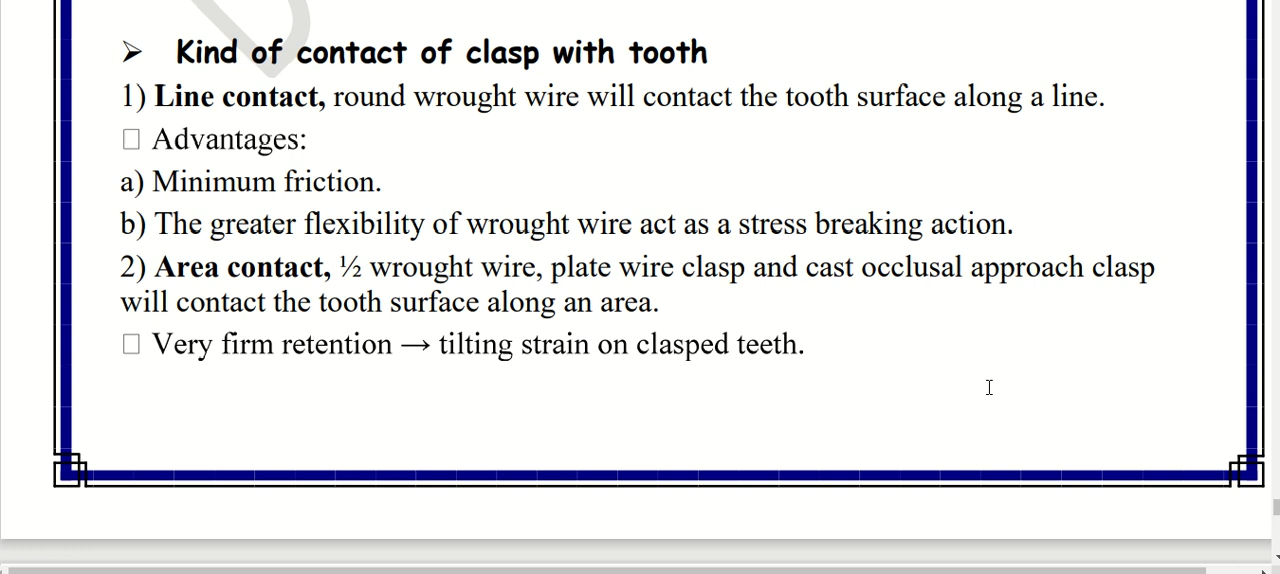 ➢ Kind of contact of clasp with tooth
1) Line contact, round wrought wire will contact the tooth surface along a line.
□ Advantages:
a) Minimum friction.
b) The greater flexibility of wrought wire act as a stress breaking action.
2) Area contact, ½ wrought wire, plate wire clasp and cast occlusal approach clasp
will contact the tooth surface along an area.
□ Very firm retention → tilting strain on clasped teeth.